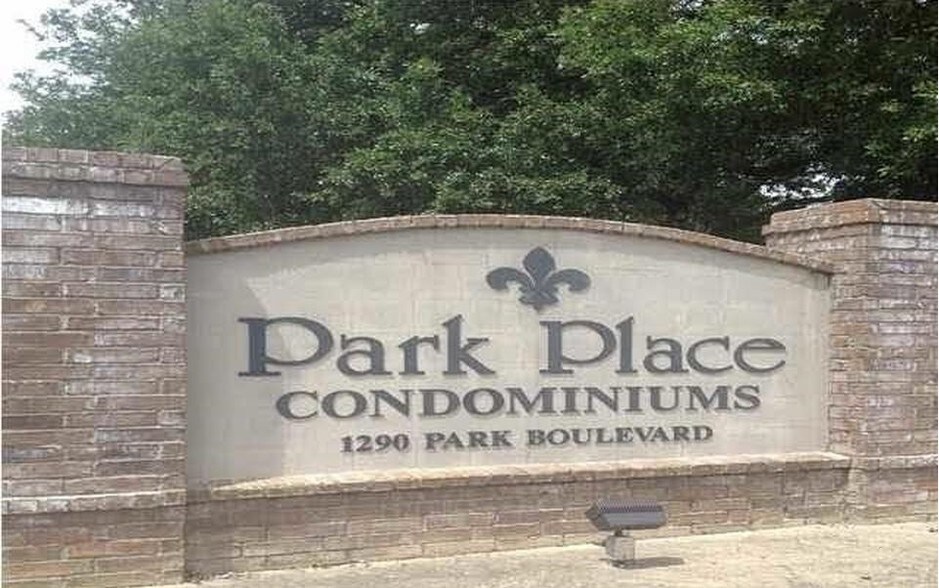 Park Place
CONDOMINIUMS
1290 PARK BOULEVARD